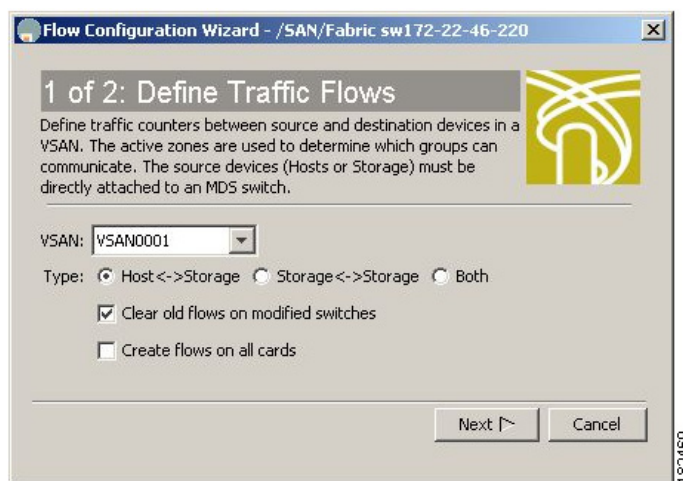 Flow Configuration Wizard - /SAN/Fabric sw172-22-46-220
1 of 2: Define Traffic Flows
Define traffic counters between source and destination devices in a
VSAN. The active zones are used to determine which groups can
communicate. The source devices (Hosts or Storage) must be
directly attached to an MDS switch.
VSAN: VSAN0001
Type: Host<->Storage Storage<->Storage Both
Clear old flows on modified switches
Create flows on all cards
Next Cancel